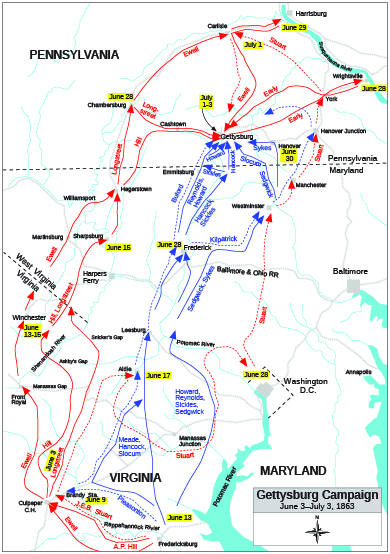 Harrisburg
Carlisle
June 29
PENNSYLVANIA
Ewell
July 1
Stuart
Susquehanna River
Wrightsville
June 28
June 28
Chambersburg
Long-
street
July
1-3
Ewell
Early
York
Cashtown
Hill
Early
Gettysburg
Hanover Junction
Longstreet
Howard
Hancock
Sykes
Slocum
Hanover
June
30
Stuart
Emmitsburg
Sickles
Sedgwick
Pennsylvania
Maryland
Hagerstown
Buford
Reynolds,
Howard
Hancock,
Sickles
Manchester
Williamsport
Westminster
Martinsburg
Sharpsburg
June 15
Ewell
June 28
Frederick
Kilpatrick
West Virginia
Virginia
Harpers
Ferry
Sedgwick, Sykes
Baltimore & Ohio RR
Baltimore
Hill, Longstreet
Winchester
June
13-15
Shenandoah River
Snicker's Gap
Leesburg
Potomac River
Stuart
Ashby's Gap
Manassas Gap
Aldie
June 17
June 28
Annapolis
Washington
D.C.
Front
Royal
Howard,
Reynolds,
Sickles,
Sedgwick
Meade,
Hancock,
Slocum
Manassas
Junction
Stuart
June 3
Hill
Ewell
Longstreet
VIRGINIA
Potomac River
MARYLAND
Brandy Sta.
June 9
Culpeper
C.H.
J.E.B. Stuart
Pleasonton
June 13
Ewell
Rappahannock River
A.P. Hill
Fredericksburg
Gettysburg Campaign
June 3–July 3, 1863